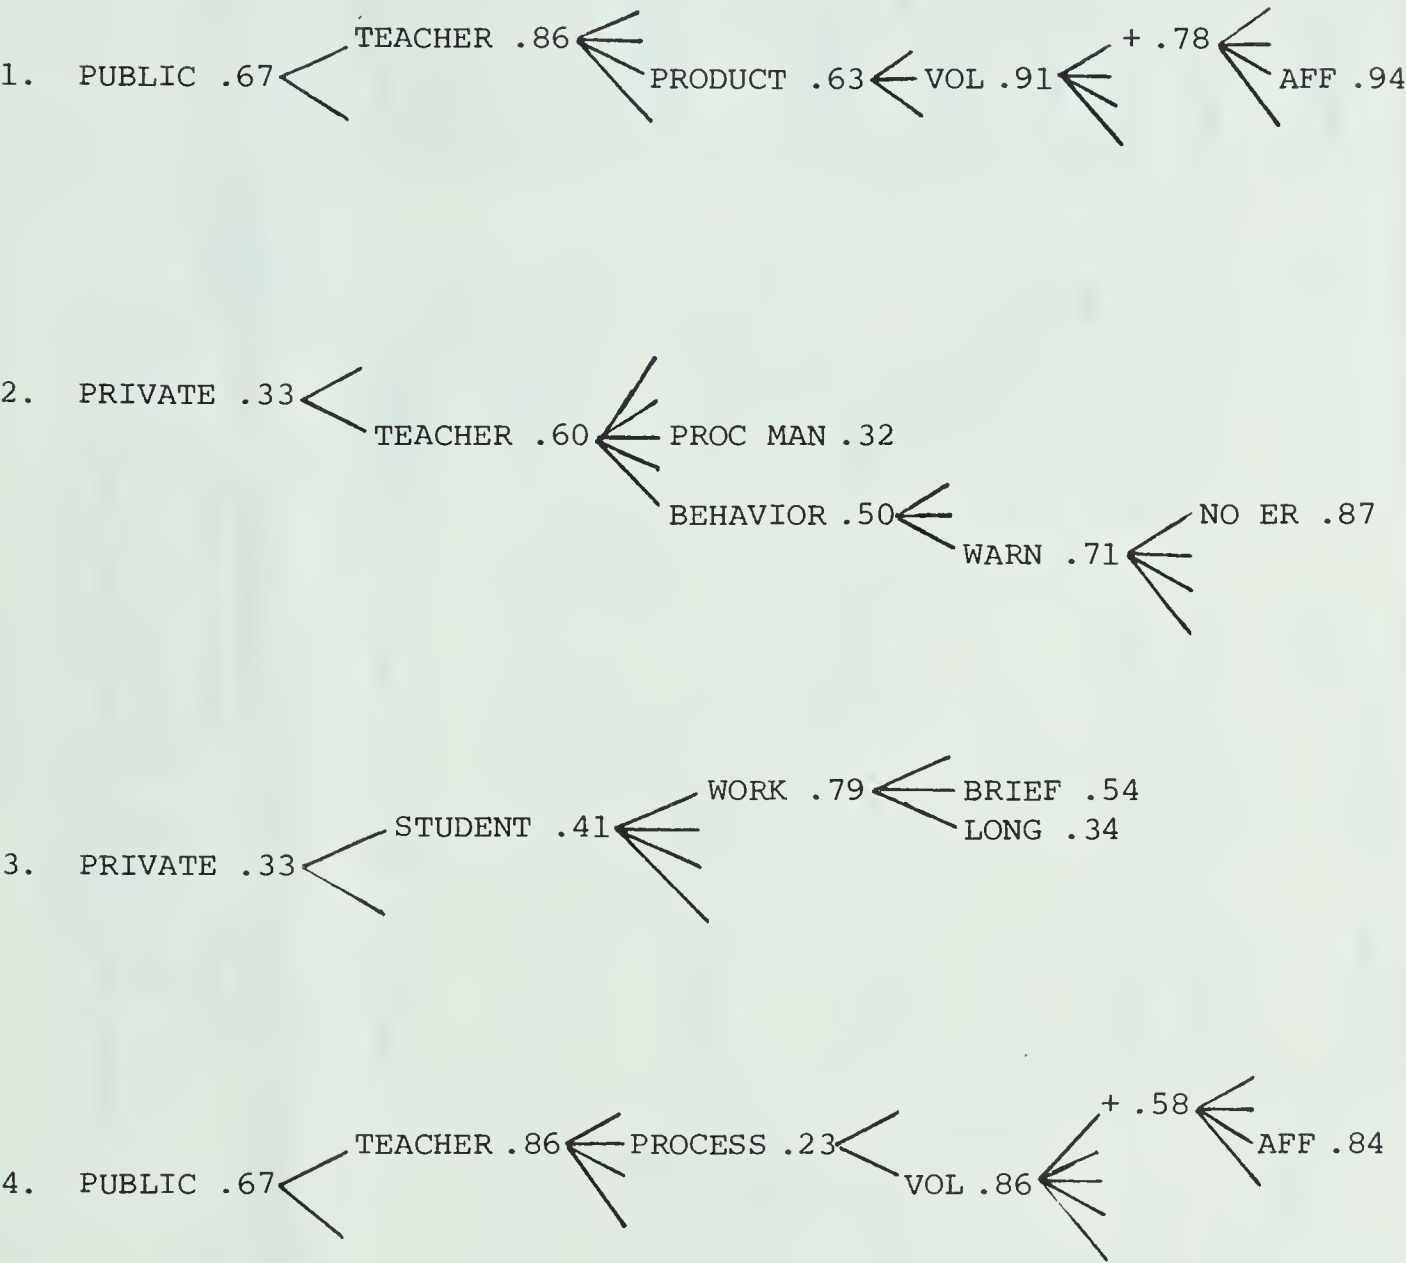 TEACHER .86 + .78
1. PUBLIC .67 PRODUCT .63 VOL .91 AFF .94
2. PRIVATE .33
TEACHER .60 PROC MAN .32
BEHAVIOR .50 NO ER .87
WARN .71
WORK .79 BRIEF .54
STUDENT .41 LONG .34
3. PRIVATE .33
+ .58
TEACHER .86 PROCESS .23 AFF .84
4. PUBLIC .67 VOL .86